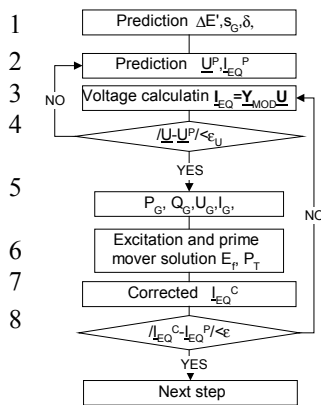 1
Prediction ΔE',s_G,δ,
2
Prediction U^P,I_EQ^P
NO
3
Voltage calculatin I_EQ=Y_MOD U
4
/U-U^P/<ε_U
YES
5
P_G, Q_G,U_G,I_G,
NO
6
Excitation and prime
mover solution E_f, P_T
7
Corrected I_EQ^C
8
/I_EQ^C-I_EQ^P/<ε
YES
Next step